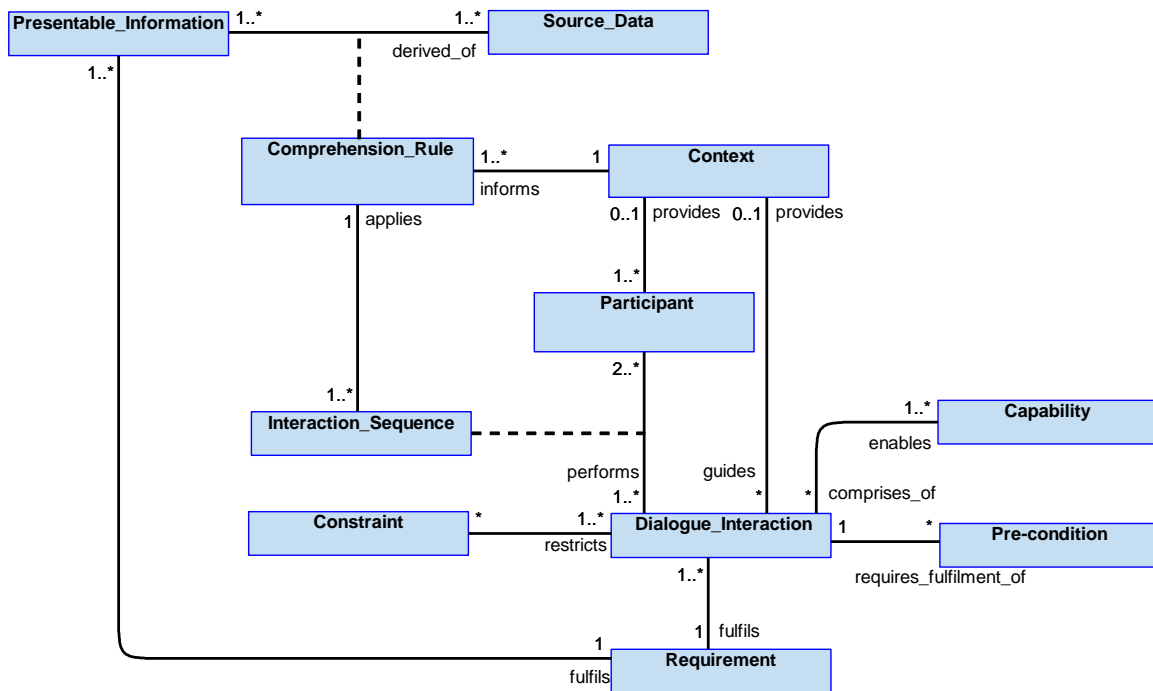 Presentable_Information
1..*
1..*
Source_Data
derived_of
1..*
Comprehension_Rule
1..*
informs
1
Context
1
applies
0..1
provides
0..1
provides
1..*
Participant
2..*
1..*
Interaction_Sequence
1..*
Capability
enables
performs
guides
1..*
*
*
comprises_of
Constraint
*
1..*
restricts
Dialogue_Interaction
1
*
Pre-condition
requires_fulfilment_of
1..*
1
fulfils
1
fulfils
Requirement